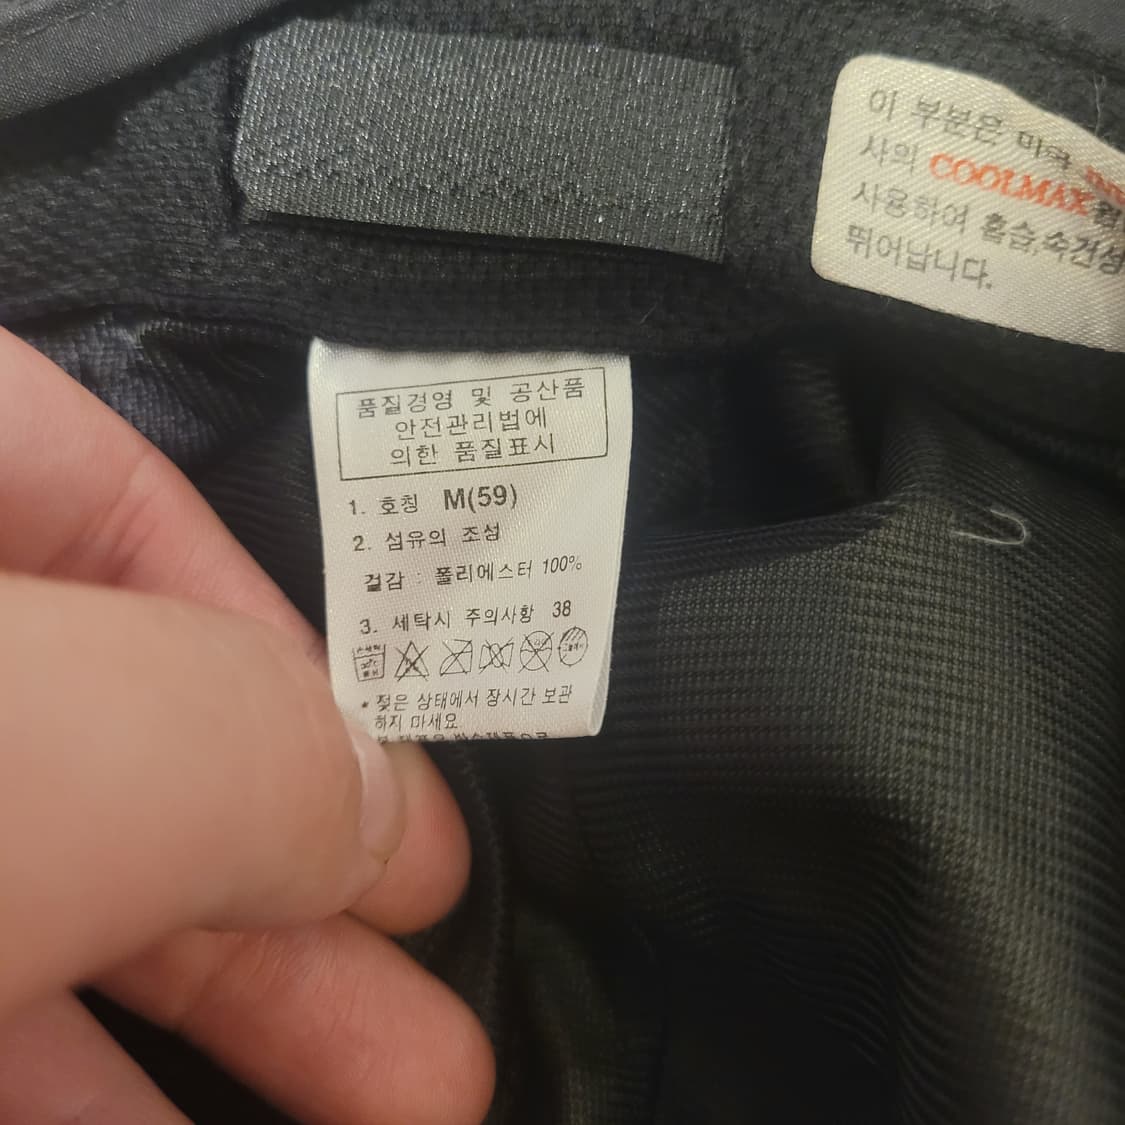 이 부분은 미국
사의 COOLMAX
사용하여 흡습,속건성
뛰어납니다.
품질경영 및 공산품
안전관리법에
의한 품질표시
1. 호칭 M(59)
2. 섬유의 조성
겉감 : 폴리에스터 100%
3. 세탁시 주의사항 38
* 젖은 상태에서 장시간 보관
하지 마세요